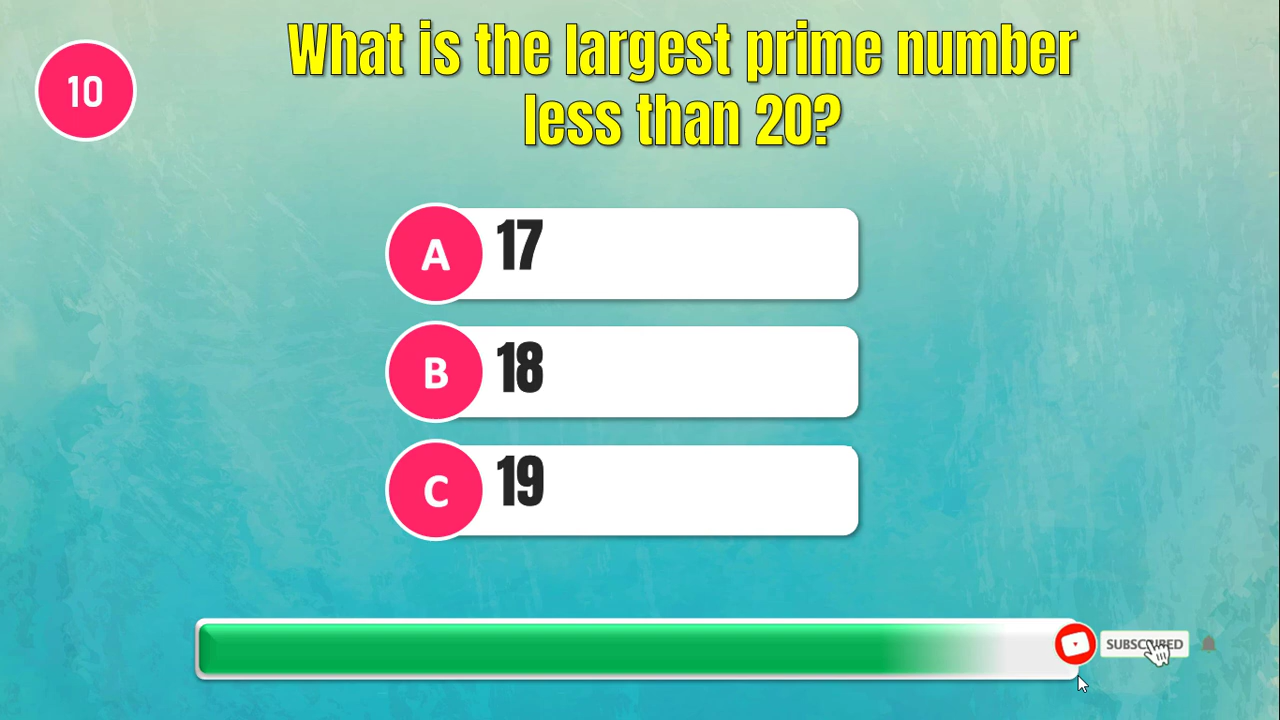 10
What is the largest prime number
less than 20?
A 17
B 18
C 19
SUBSCRIBED